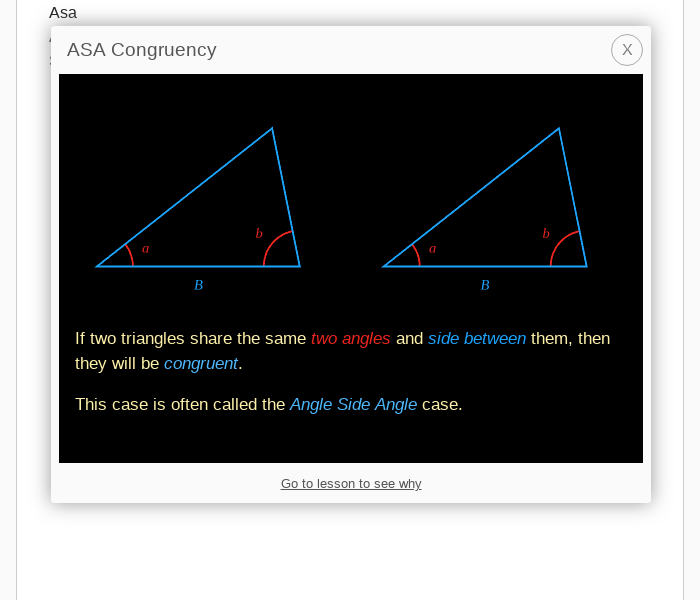 Asa
ASA Congruency
X
a
b
B
a
b
B
If two triangles share the same two angles and side between them, then
they will be congruent.
This case is often called the Angle Side Angle case.
Go to lesson to see why